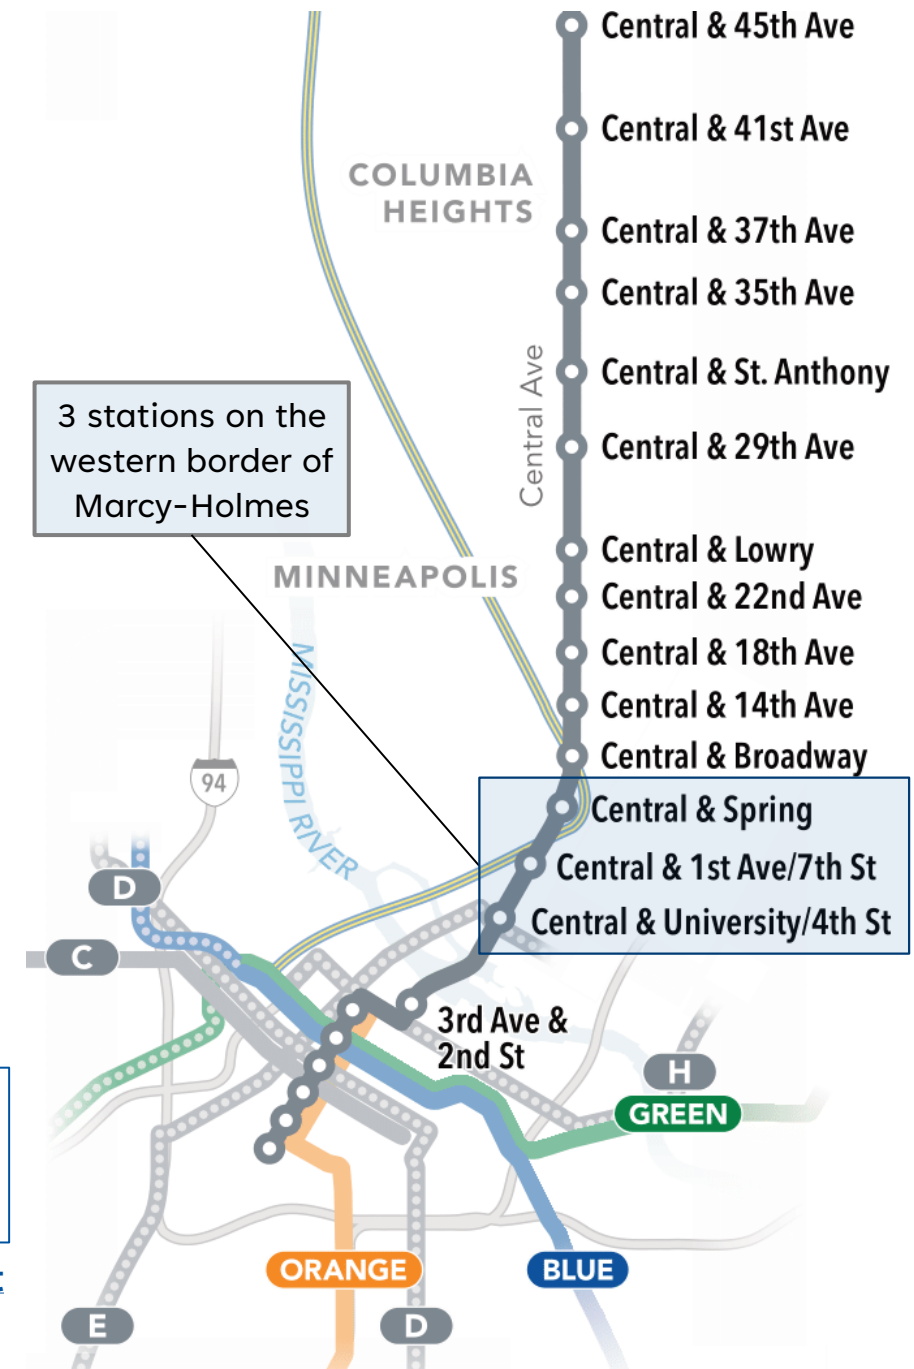 Central & 45th Ave
Central & 41st Ave
COLUMBIA
HEIGHTS
Central & 37th Ave
Central & 35th Ave
Central Ave
Central & St. Anthony
3 stations on the
western border of
Marcy-Holmes
Central & 29th Ave
Central & Lowry
MINNEAPOLIS
Central & 22nd Ave
Central & 18th Ave
MISSISSIPPI RIVER
Central & 14th Ave
Central & Broadway
94
Central & Spring
Central & 1st Ave/7th St
D
Central & University/4th St
C
3rd Ave &
2nd St
H
GREEN
ORANGE
BLUE
E
D